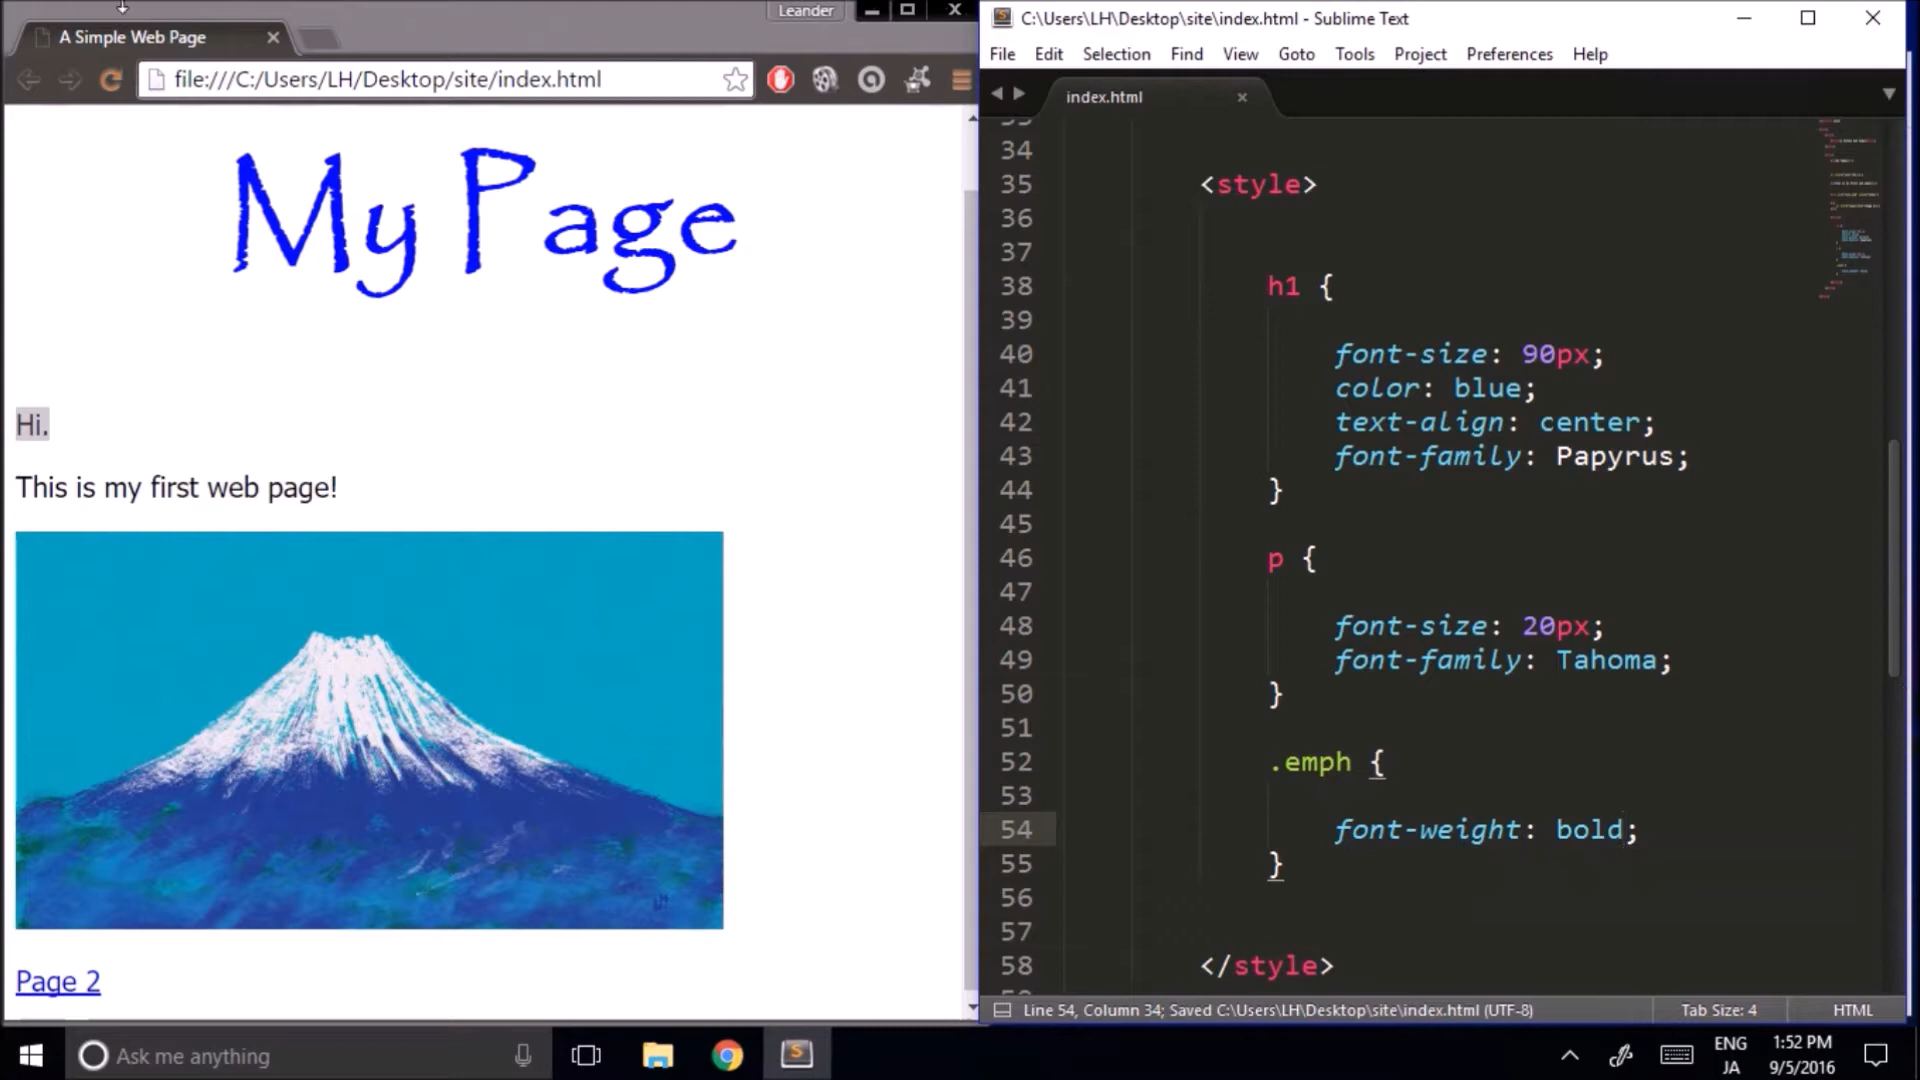 Leander
A Simple Web Page
file:///C:/Users/LH/Desktop/site/index.html
My Page
Hi.
This is my first web page!
Page 2
C:\Users\LH\Desktop\site\index.html - Sublime Text
File Edit Selection Find View Goto Tools Project Preferences Help
index.html
34
35 <style>
36
37
38 h1 {
39
40 font-size: 90px;
41 color: blue;
42 text-align: center;
43 font-family: Papyrus;
44 }
45
46 p {
47
48 font-size: 20px;
49 font-family: Tahoma;
50 }
51
52 .emph {
53
54 font-weight: bold;
55 }
56
57
58 </style>
Line 54, Column 34; Saved C:\Users\LH\Desktop\site\index.html (UTF-8) Tab Size: 4 HTML
Ask me anything
ENG
JA
1:52 PM
9/5/2016